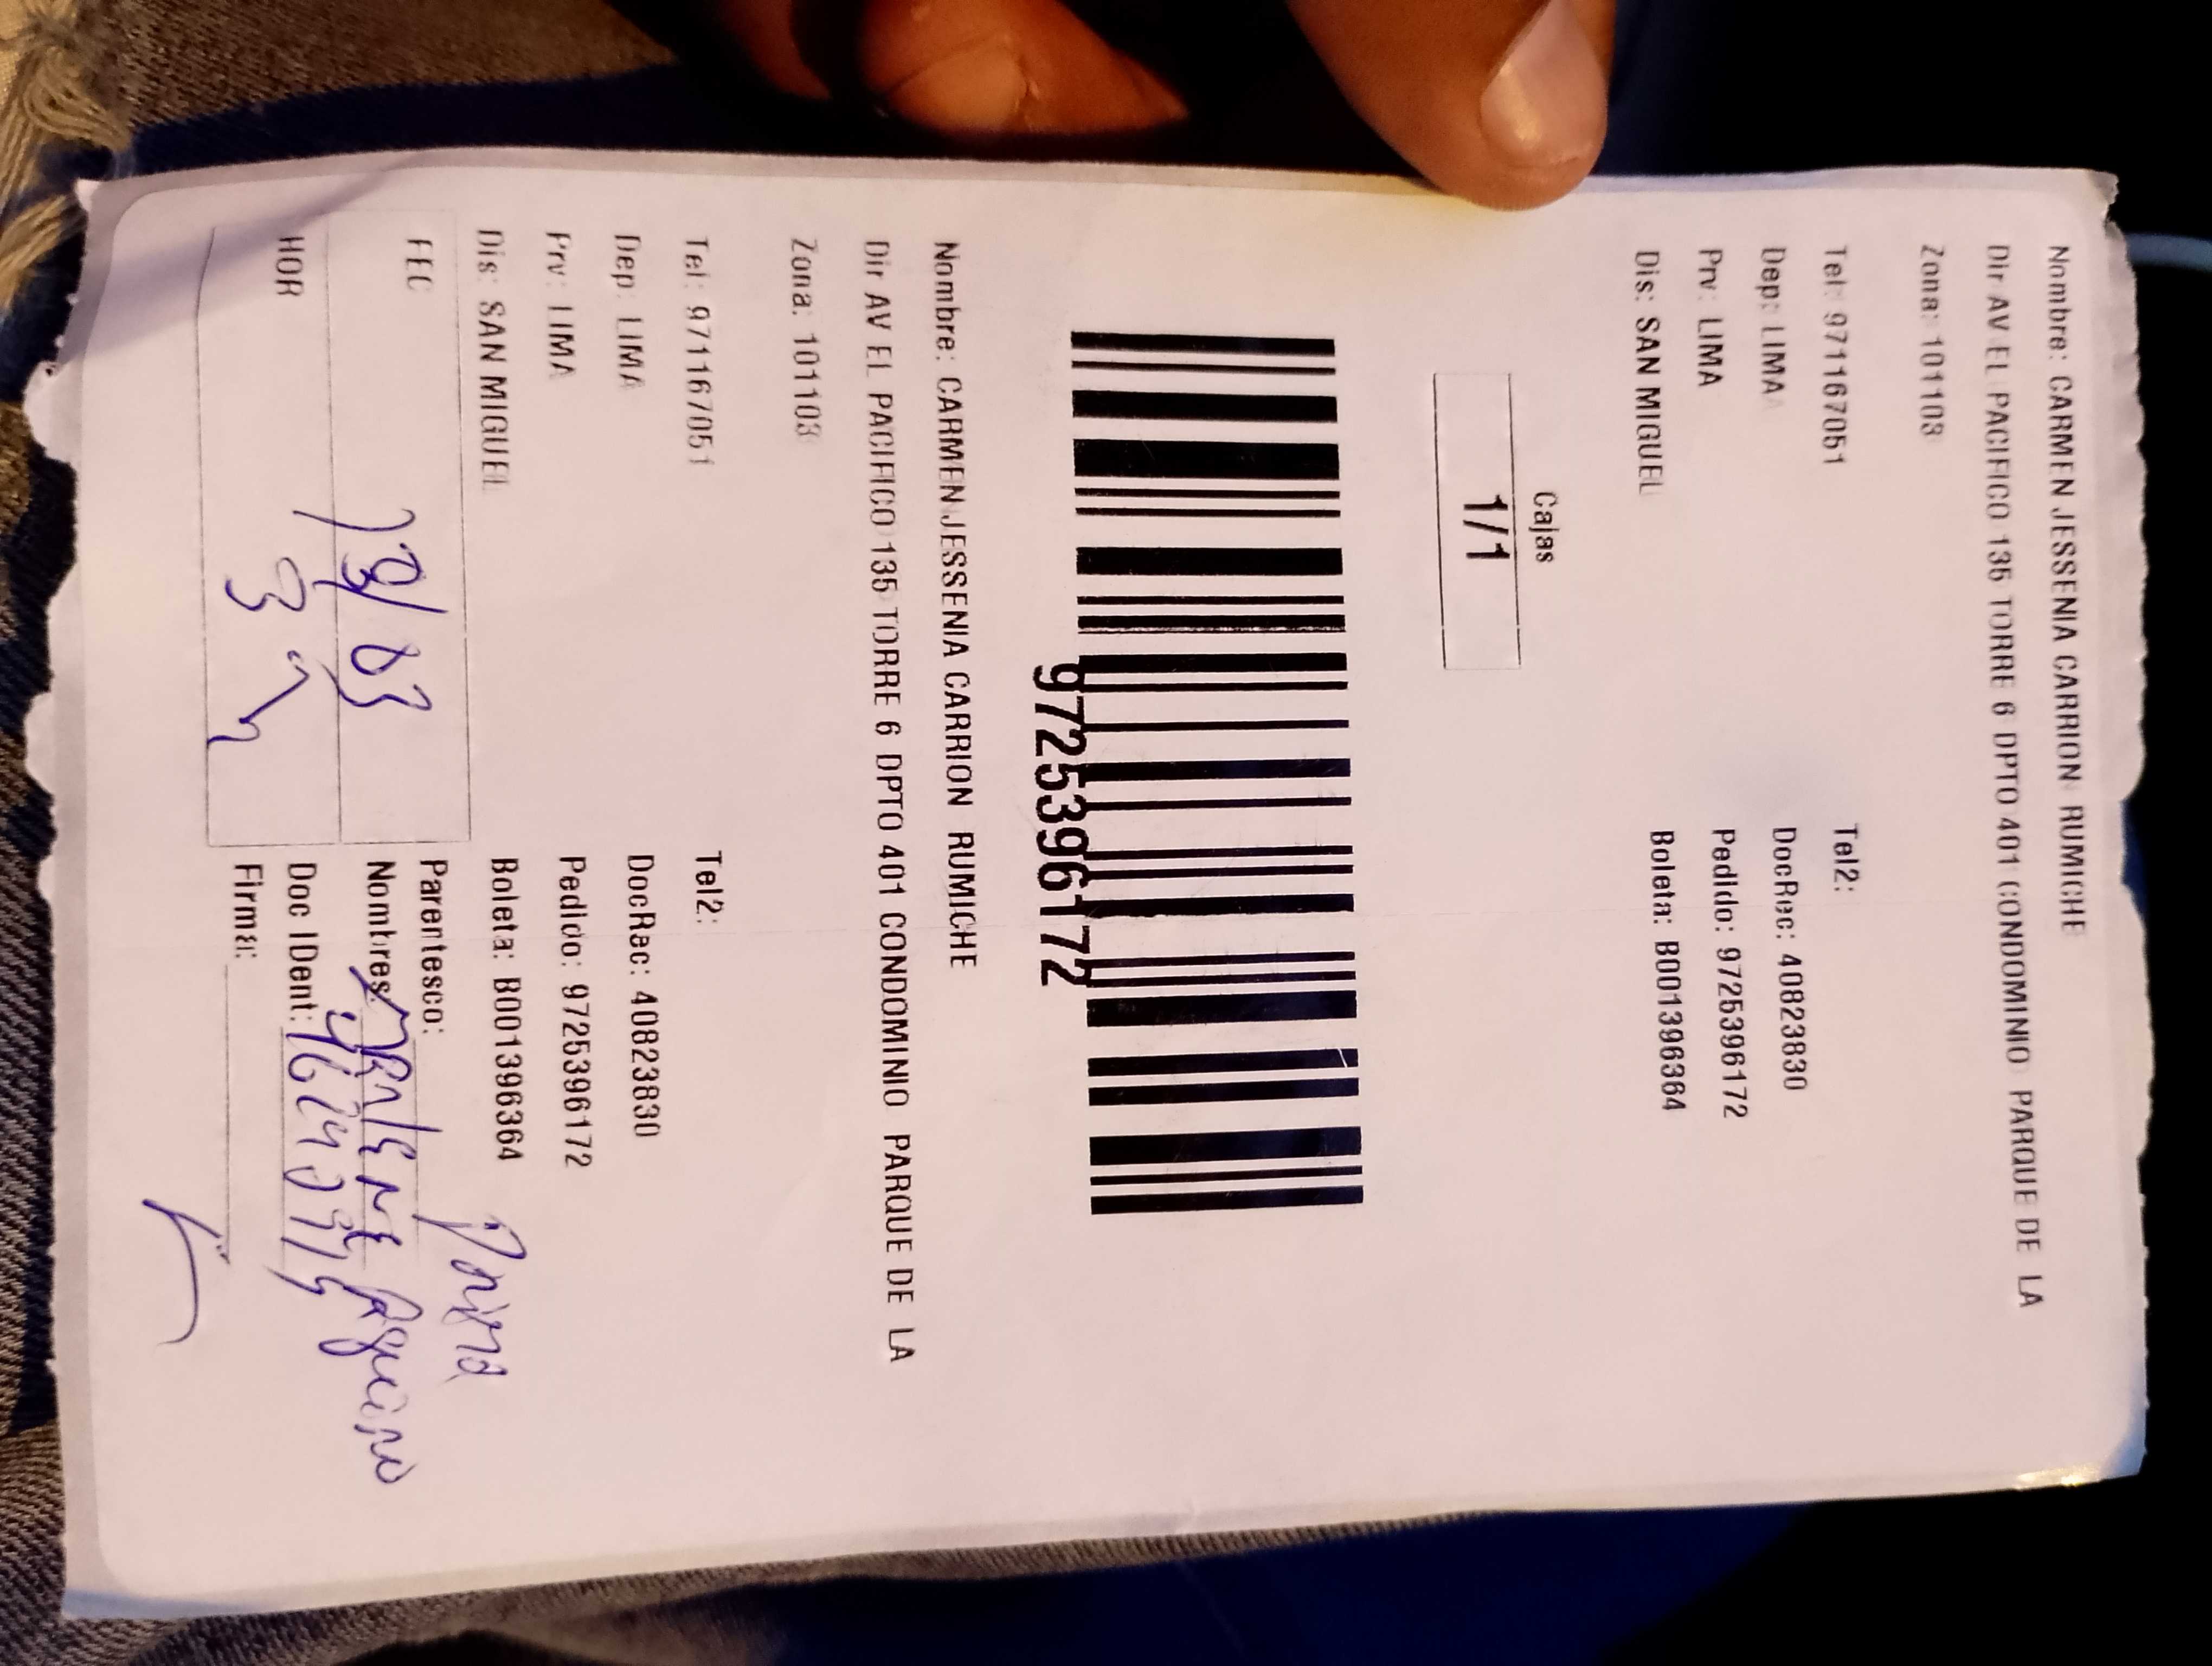 Nombre: CARMEN JESSENIA CARRION RUMICHE
Dir AV EL PACIFICO 135 TORRE 6 DPTO 401 CONDOMINIO PARQUE DE LA
Zona: 101103
Tel: 971167051 Tel2:
Dep: LIMA DocRec: 40823830
Prv: LIMA Pedido: 9725396172
Dis: SAN MIGUEL Boleta: B001396364
Cajas
1/1
9725396172
Nombre: CARMEN JESSENIA CARRION RUMICHE
Dir AV EL PACIFICO 135 TORRE 6 DPTO 401 CONDOMINIO PARQUE DE LA
Zona: 101103
Tel: 971167051 Tel2:
Dep: LIMA DocRec: 40823830
Prv: LIMA Pedido: 9725396172
Dis: SAN MIGUEL Boleta: B001396364
FEC Parentesco:
Nombres:
HOR Doc IDent:
Firma: